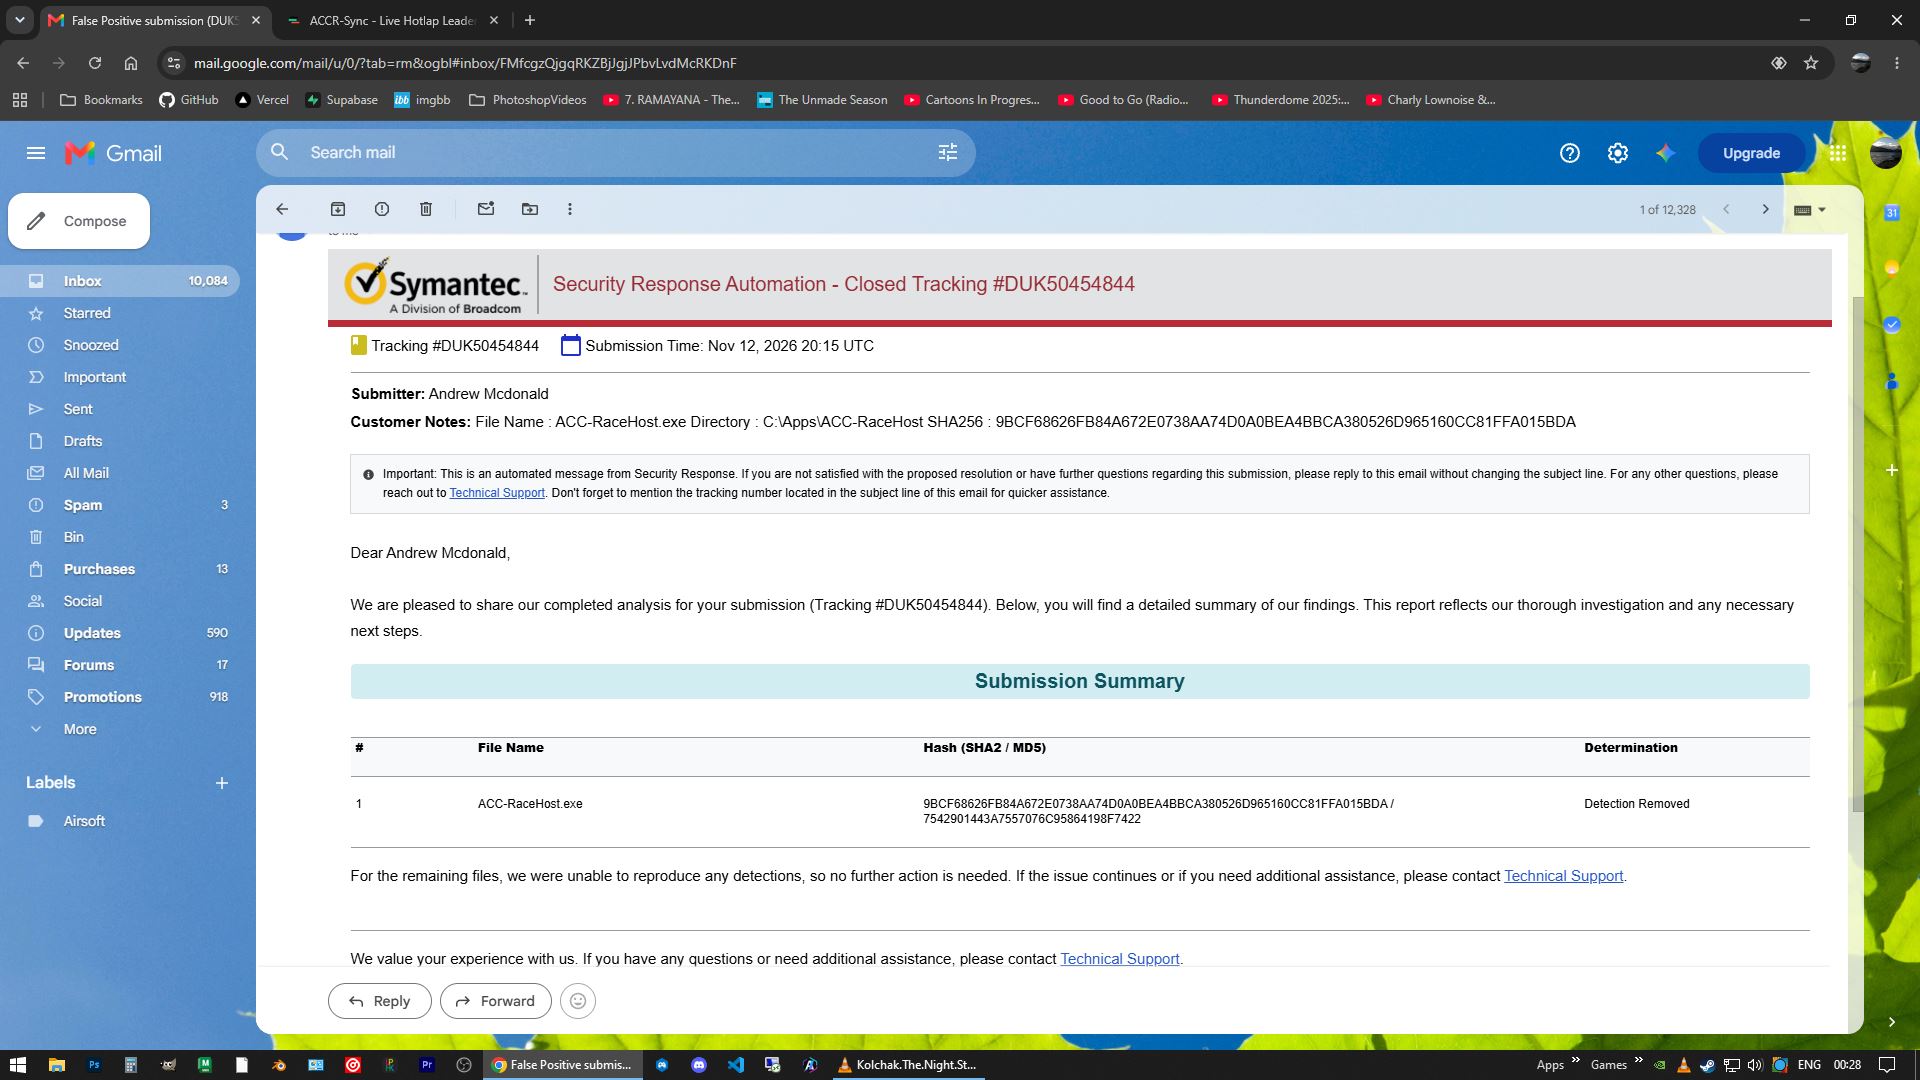 False Positive submission (DUK5
ACCR-Sync - Live Hotlap Leade
mail.google.com/mail/u/0/?tab=rm&ogbl#inbox/FMfcgzQjgqRKZBjJgjJPbvLvdMcRKDnF
Bookmarks
GitHub
Vercel
Supabase
ibb imgbb
PhotoshopVideos
7. RAMAYANA - The...
The Unmade Season
Cartoons In Progres...
Good to Go (Radio...
Thunderdome 2025:...
Charly Lownoise &...
Gmail
Search mail
Upgrade
Compose
1 of 12,328
Inbox 10,084
Starred
Snoozed
Important
Sent
Drafts
All Mail
Spam 3
Bin
Purchases 13
Social
Updates 590
Forums 17
Promotions 918
More
Labels
Airsoft
31
Symantec™
A Division of Broadcom
Security Response Automation - Closed Tracking #DUK50454844
Tracking #DUK50454844
Submission Time: Nov 12, 2026 20:15 UTC
Submitter: Andrew Mcdonald
Customer Notes: File Name : ACC-RaceHost.exe Directory : C:\Apps\ACC-RaceHost SHA256 : 9BCF68626FB84A672E0738AA74D0A0BEA4BBCA380526D965160CC81FFA015BDA
Important: This is an automated message from Security Response. If you are not satisfied with the proposed resolution or have further questions regarding this submission, please reply to this email without changing the subject line. For any other questions, please
reach out to Technical Support. Don't forget to mention the tracking number located in the subject line of this email for quicker assistance.
Dear Andrew Mcdonald,
We are pleased to share our completed analysis for your submission (Tracking #DUK50454844). Below, you will find a detailed summary of our findings. This report reflects our thorough investigation and any necessary
next steps.
Submission Summary
# File Name Hash (SHA2 / MD5) Determination
1 ACC-RaceHost.exe 9BCF68626FB84A672E0738AA74D0A0BEA4BBCA380526D965160CC81FFA015BDA / Detection Removed
7542901443A7557076C95864198F7422
For the remaining files, we were unable to reproduce any detections, so no further action is needed. If the issue continues or if you need additional assistance, please contact Technical Support.
We value your experience with us. If you have any questions or need additional assistance, please contact Technical Support.
Reply
Forward
Ps
Pr
False Positive submis...
Kolchak.The.Night.St...
Apps
Games
ENG
00:28